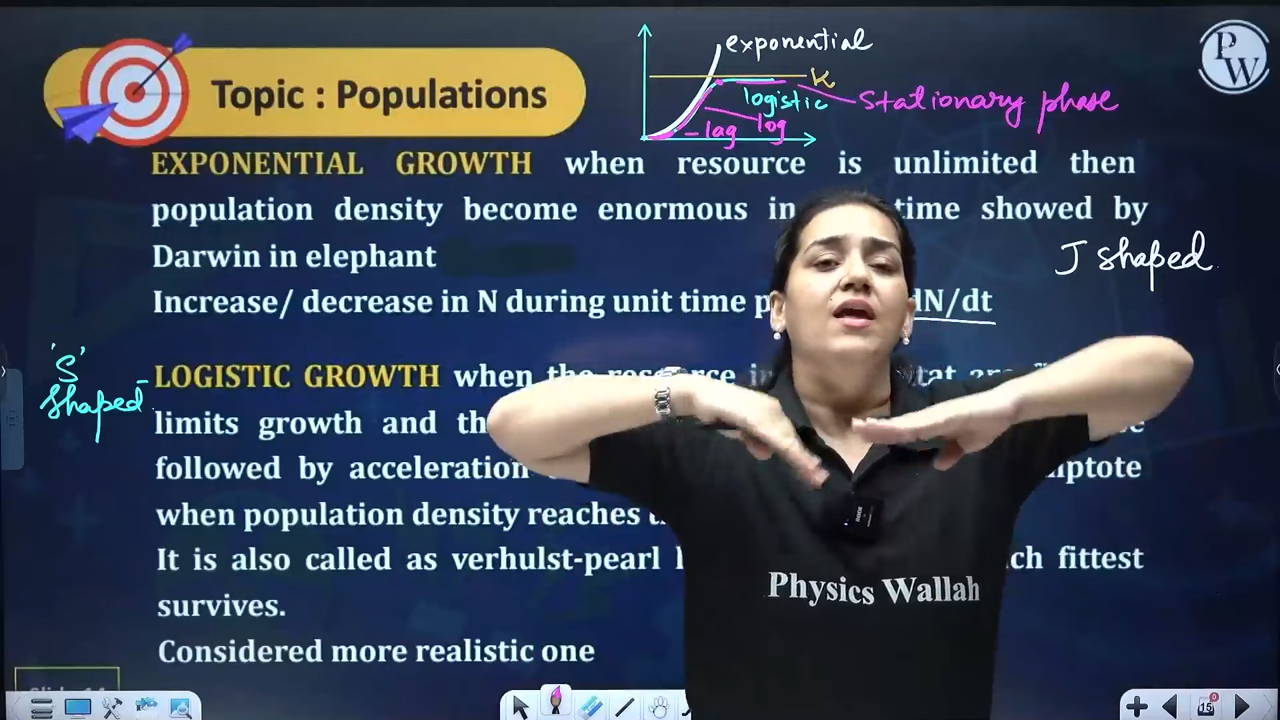 PW
exponential
K
logistic
Stationary phase
lag
log
Topic : Populations
EXPONENTIAL GROWTH when resource is unlimited then
population density become enormous in time showed by
Darwin in elephant
J shaped
Increase/ decrease in N during unit time dN/dt
'S'
shaped
LOGISTIC GROWTH when the
limits growth and
followed by acceleration
when population density reaches
It is also called as verhulst-pearl fittest
survives.
Considered more realistic one
Physics Wallah
15